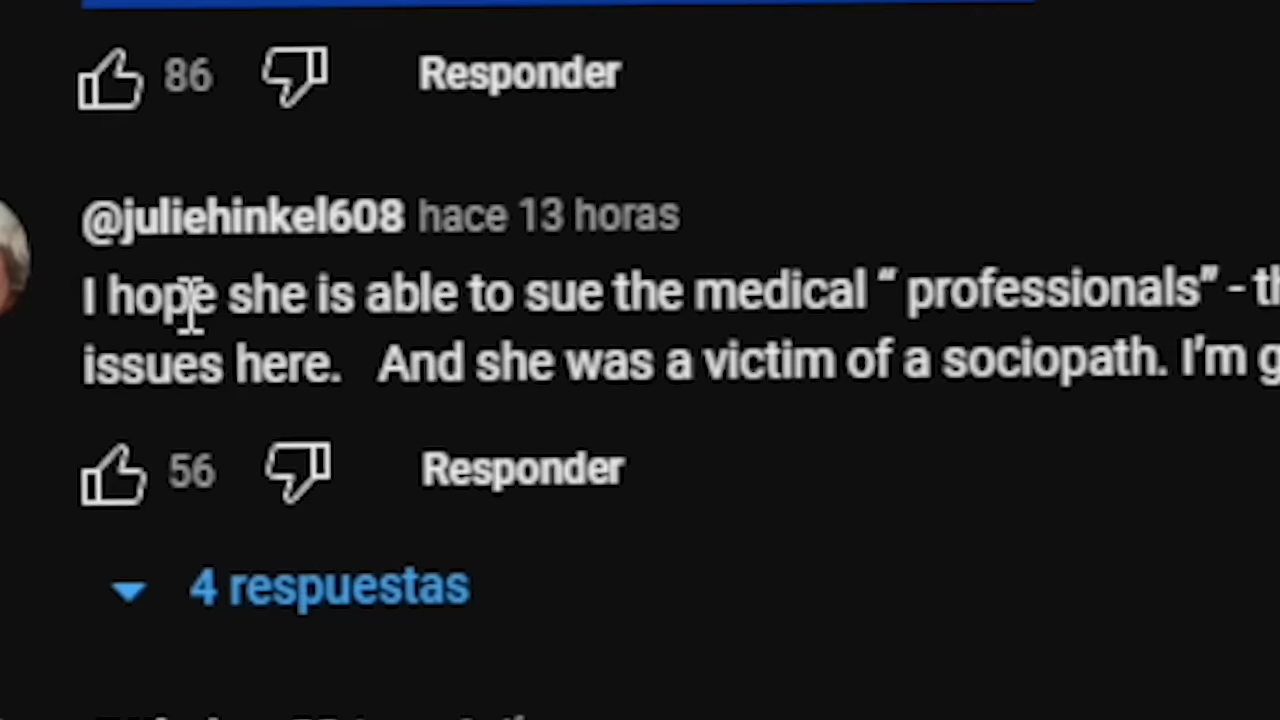 86 Responder
@juliehinkel608 hace 13 horas
I hope she is able to sue the medical “ professionals” -
issues here. And she was a victim of a sociopath. I’m
56 Responder
4 respuestas